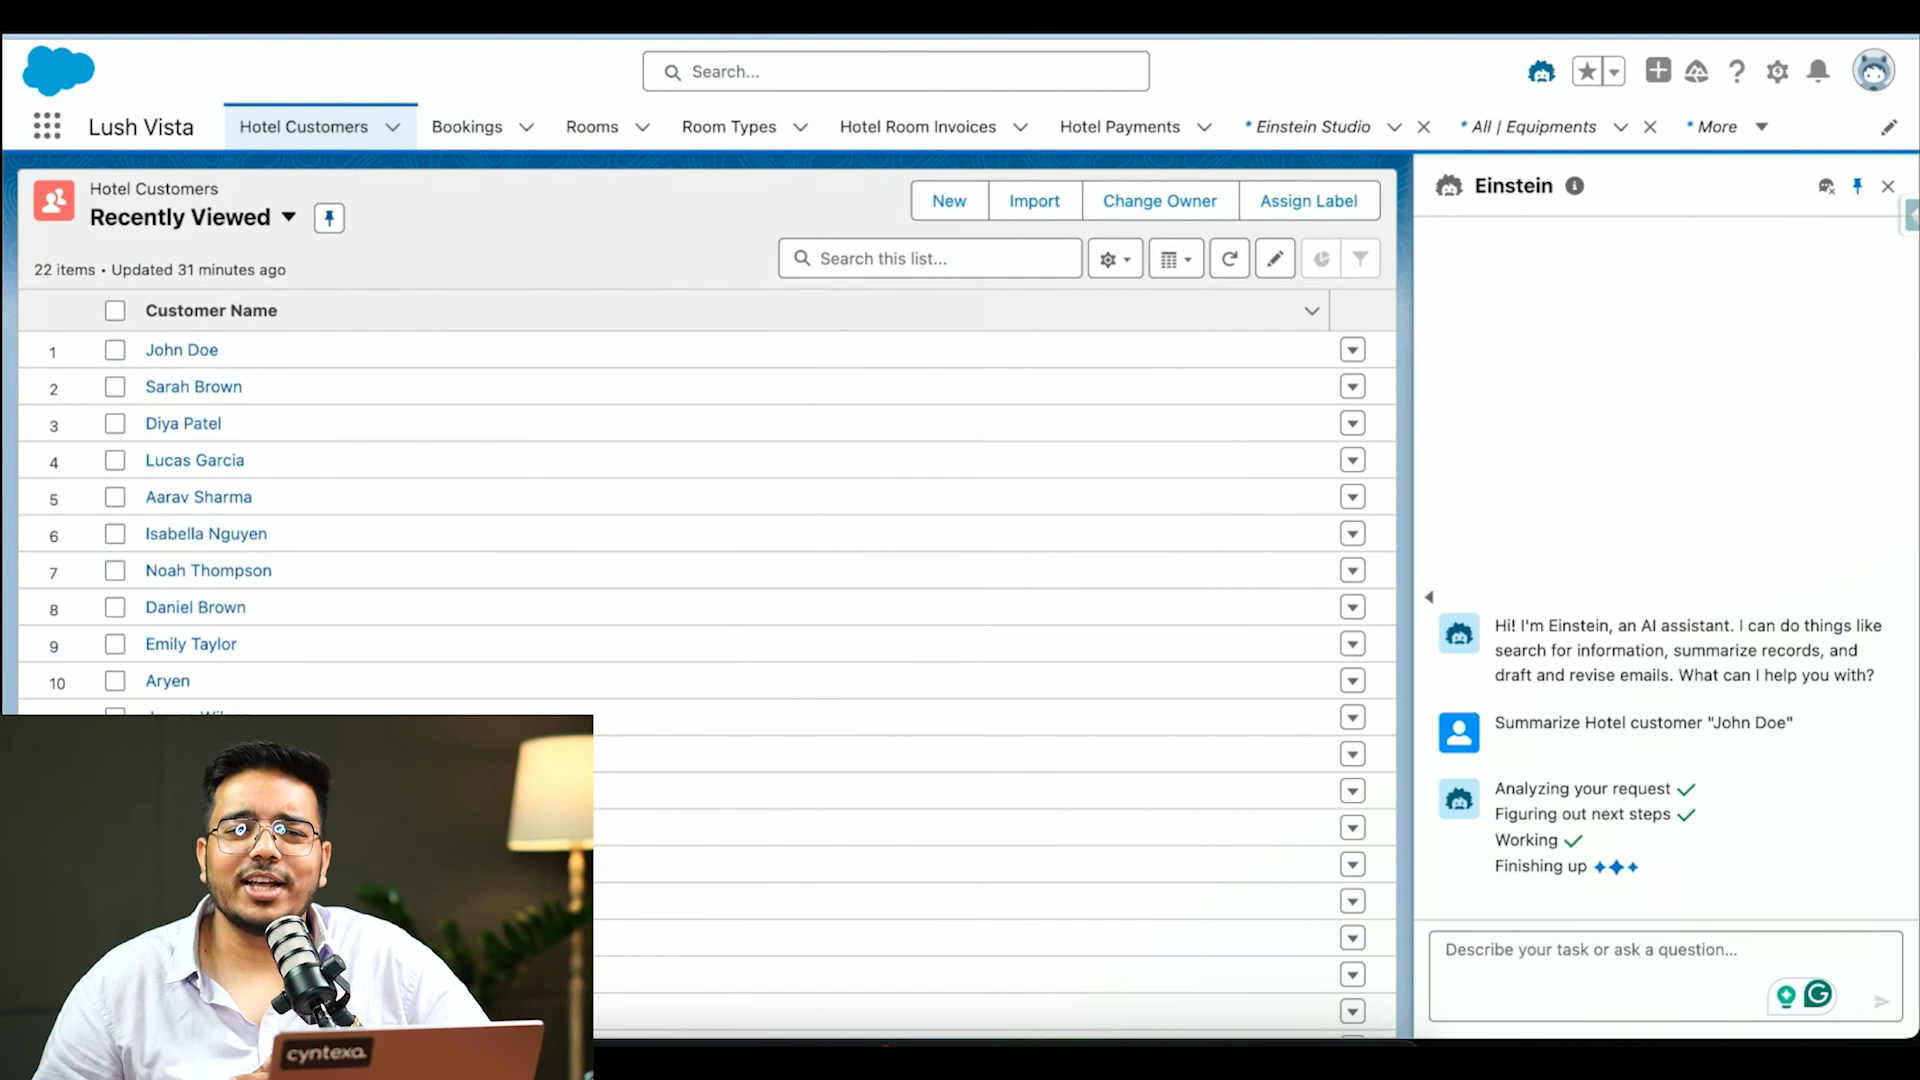 Search...
Lush Vista
Hotel Customers
Bookings
Rooms
Room Types
Hotel Room Invoices
Hotel Payments
* Einstein Studio
* All | Equipments
* More
Hotel Customers
Recently Viewed
New
Import
Change Owner
Assign Label
22 items • Updated 31 minutes ago
Search this list...
Customer Name
1 John Doe
2 Sarah Brown
3 Diya Patel
4 Lucas Garcia
5 Aarav Sharma
6 Isabella Nguyen
7 Noah Thompson
8 Daniel Brown
9 Emily Taylor
10 Aryen
Einstein
Hi! I'm Einstein, an AI assistant. I can do things like
search for information, summarize records, and
draft and revise emails. What can I help you with?
Summarize Hotel customer "John Doe"
Analyzing your request ✓
Figuring out next steps ✓
Working ✓
Finishing up
Describe your task or ask a question...
cyntexa.